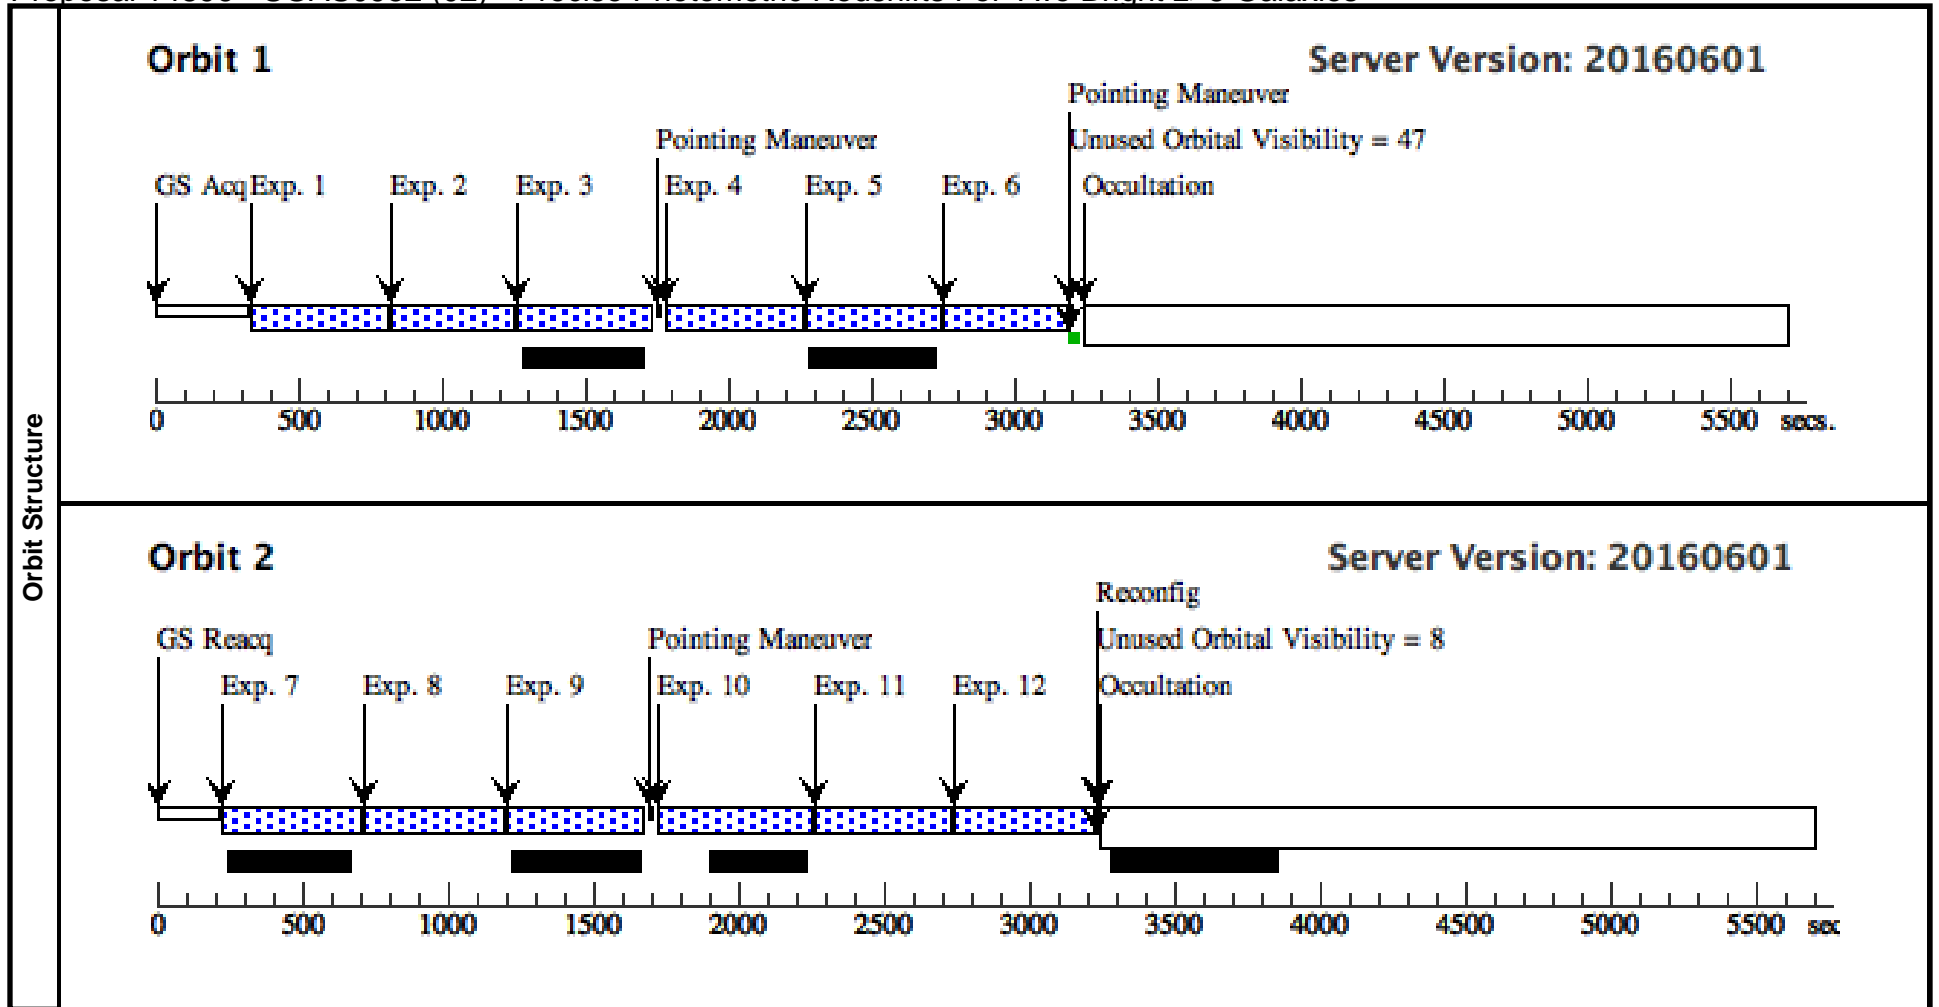 Orbit Structure
Orbit 1
Server Version: 20160601
Pointing Maneuver
Pointing Maneuver
Unused Orbital Visibility = 47
GS Acq Exp. 1 Exp. 2 Exp. 3 Exp. 4 Exp. 5 Exp. 6 Occultation
0 500 1000 1500 2000 2500 3000 3500 4000 4500 5000 5500 secs.
Orbit 2
Server Version: 20160601
Reconfig
GS Reacq Pointing Maneuver Unused Orbital Visibility = 8
Exp. 7 Exp. 8 Exp. 9 Exp. 10 Exp. 11 Exp. 12 Occultation
0 500 1000 1500 2000 2500 3000 3500 4000 4500 5000 5500 sec